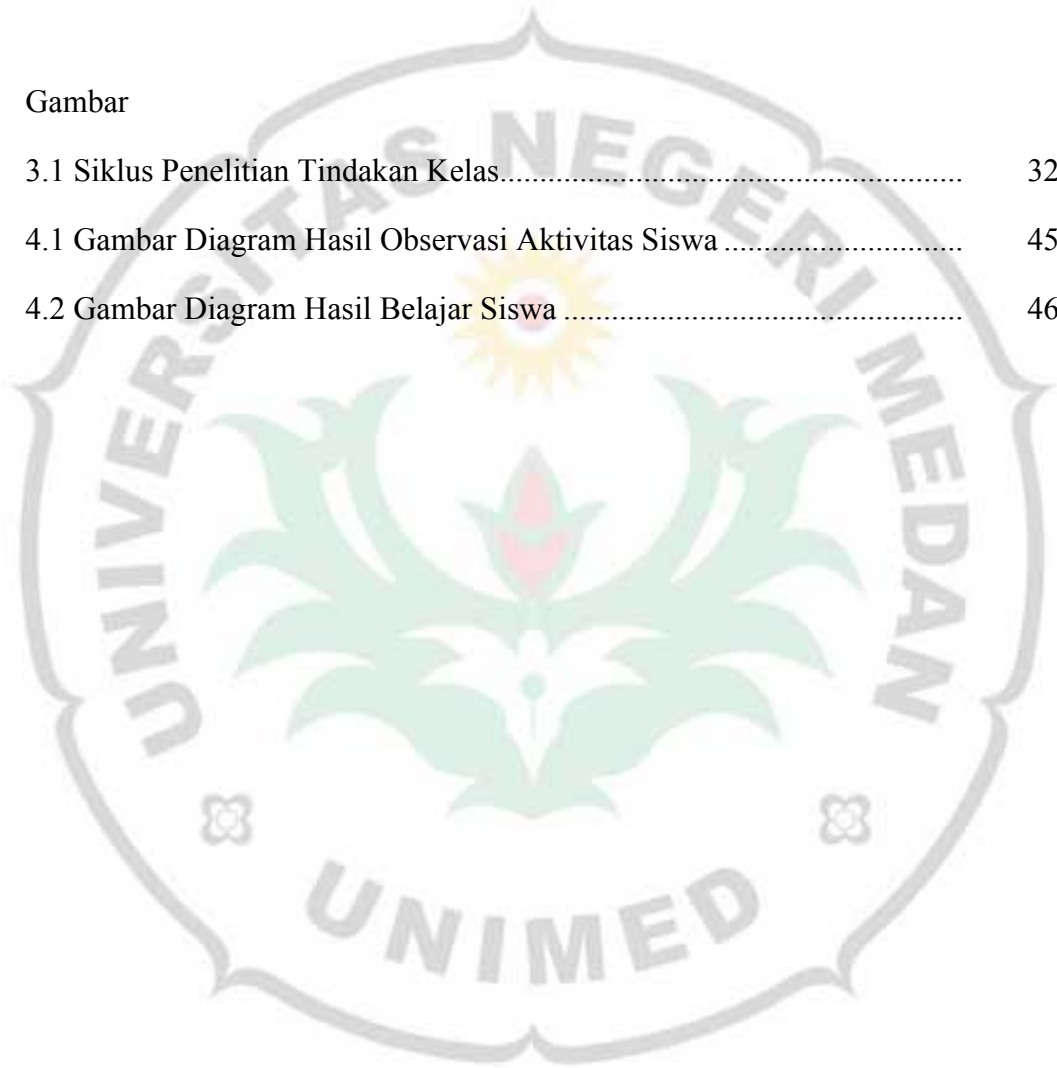 Gambar
3.1 Siklus Penelitian Tindakan Kelas...................................................... 32
4.1 Gambar Diagram Hasil Observasi Aktivitas Siswa ............................ 45
4.2 Gambar Diagram Hasil Belajar Siswa ............................................... 46
UNIVERSITAS NEGERI MEDAN
UNIMED